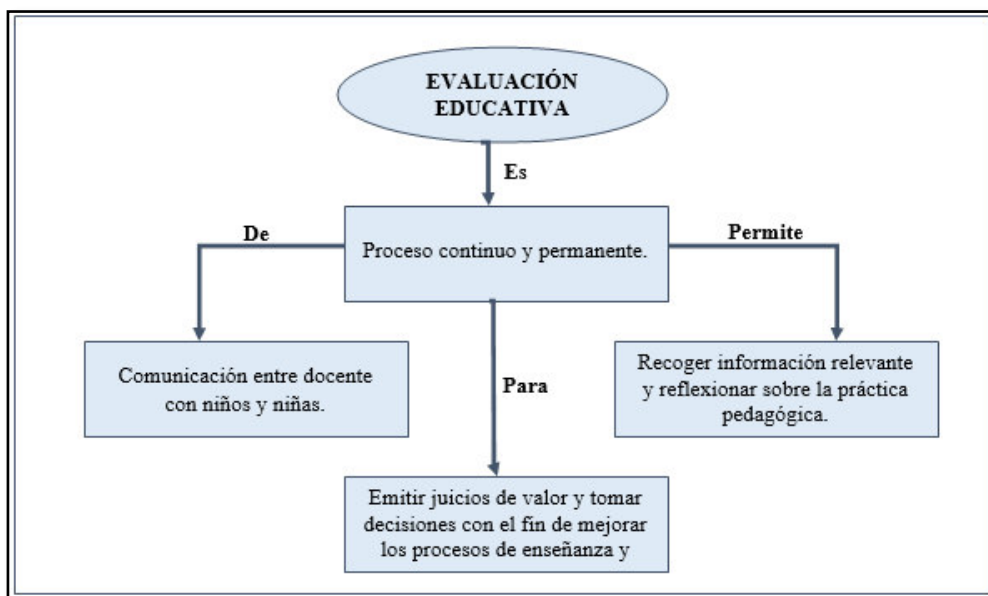 EVALUACIÓN
EDUCATIVA
Es
De
Permite
Proceso continuo y permanente.
Comunicación entre docente
con niños y niñas.
Para
Recoger información relevante
y reflexionar sobre la práctica
pedagógica.
Emitir juicios de valor y tomar
decisiones con el fin de mejorar
los procesos de enseñanza y